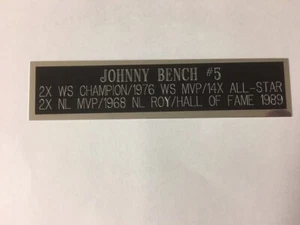 JOHNNY BENCH #5
2X WS CHAMPION/1976 WS MVP/14X ALL-STAR
2X NL MVP/1968 NL ROY/HALL OF FAME 1989